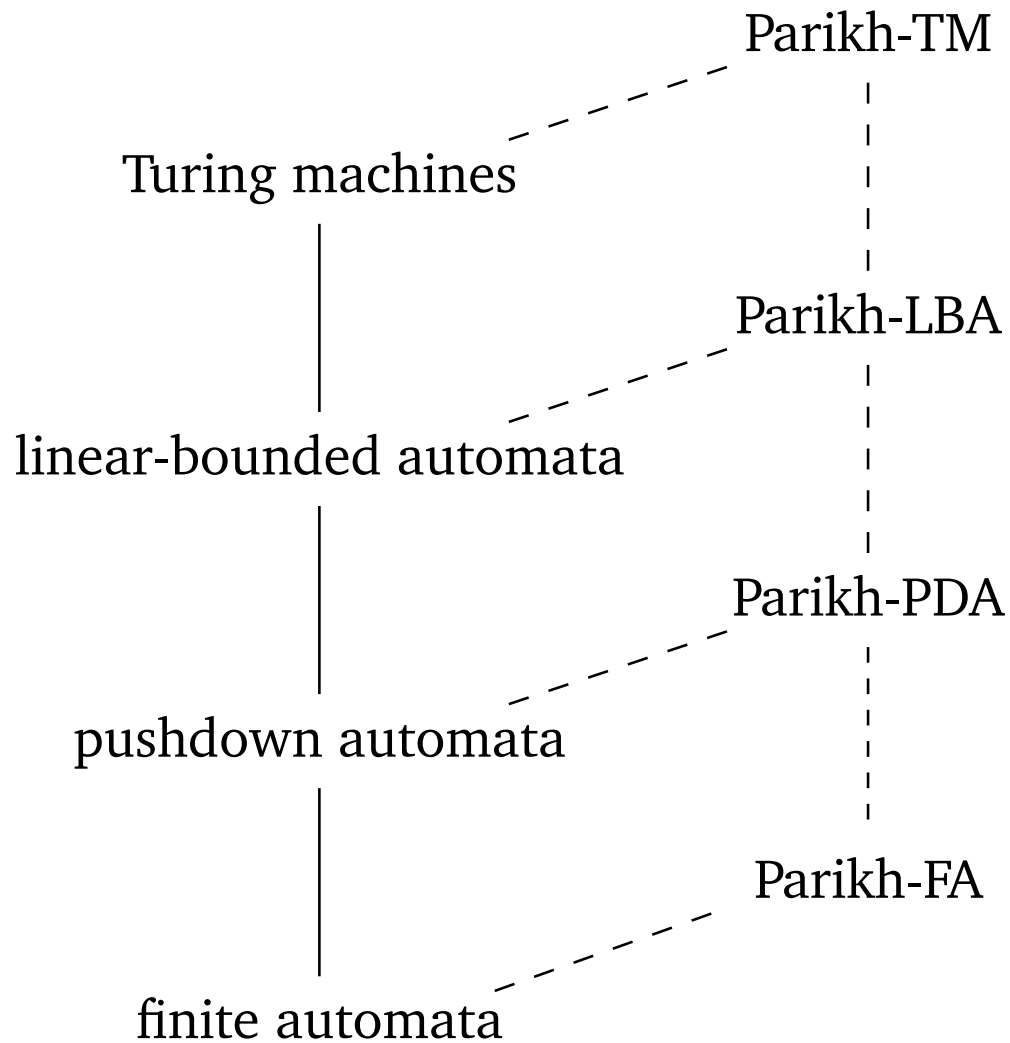 Parikh-TM
Turing machines
Parikh-LBA
linear-bounded automata
Parikh-PDA
pushdown automata
Parikh-FA
finite automata